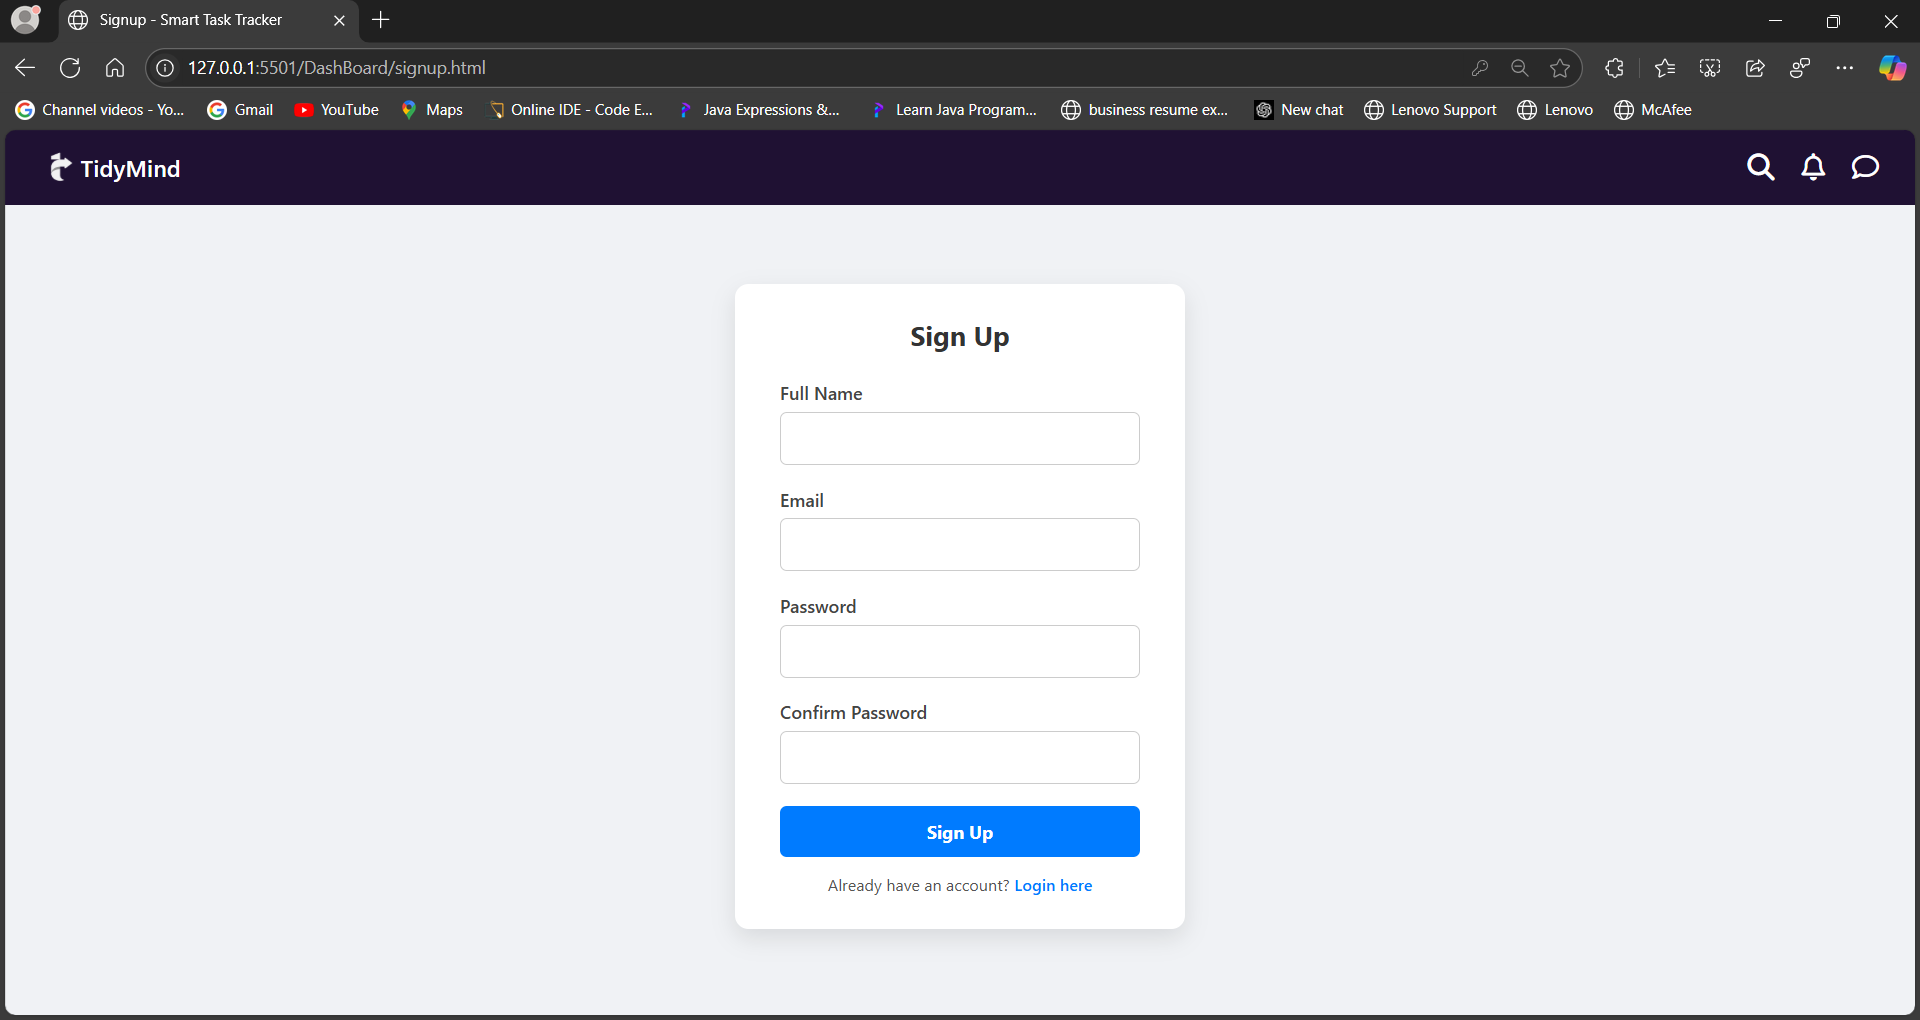 Signup - Smart Task Tracker
127.0.0.1:5501/DashBoard/signup.html
Channel videos - Yo... Gmail YouTube Maps Online IDE - Code E... Java Expressions &... Learn Java Program... business resume ex... New chat Lenovo Support Lenovo McAfee
TidyMind
Sign Up
Full Name
Email
Password
Confirm Password
Sign Up
Already have an account? Login here